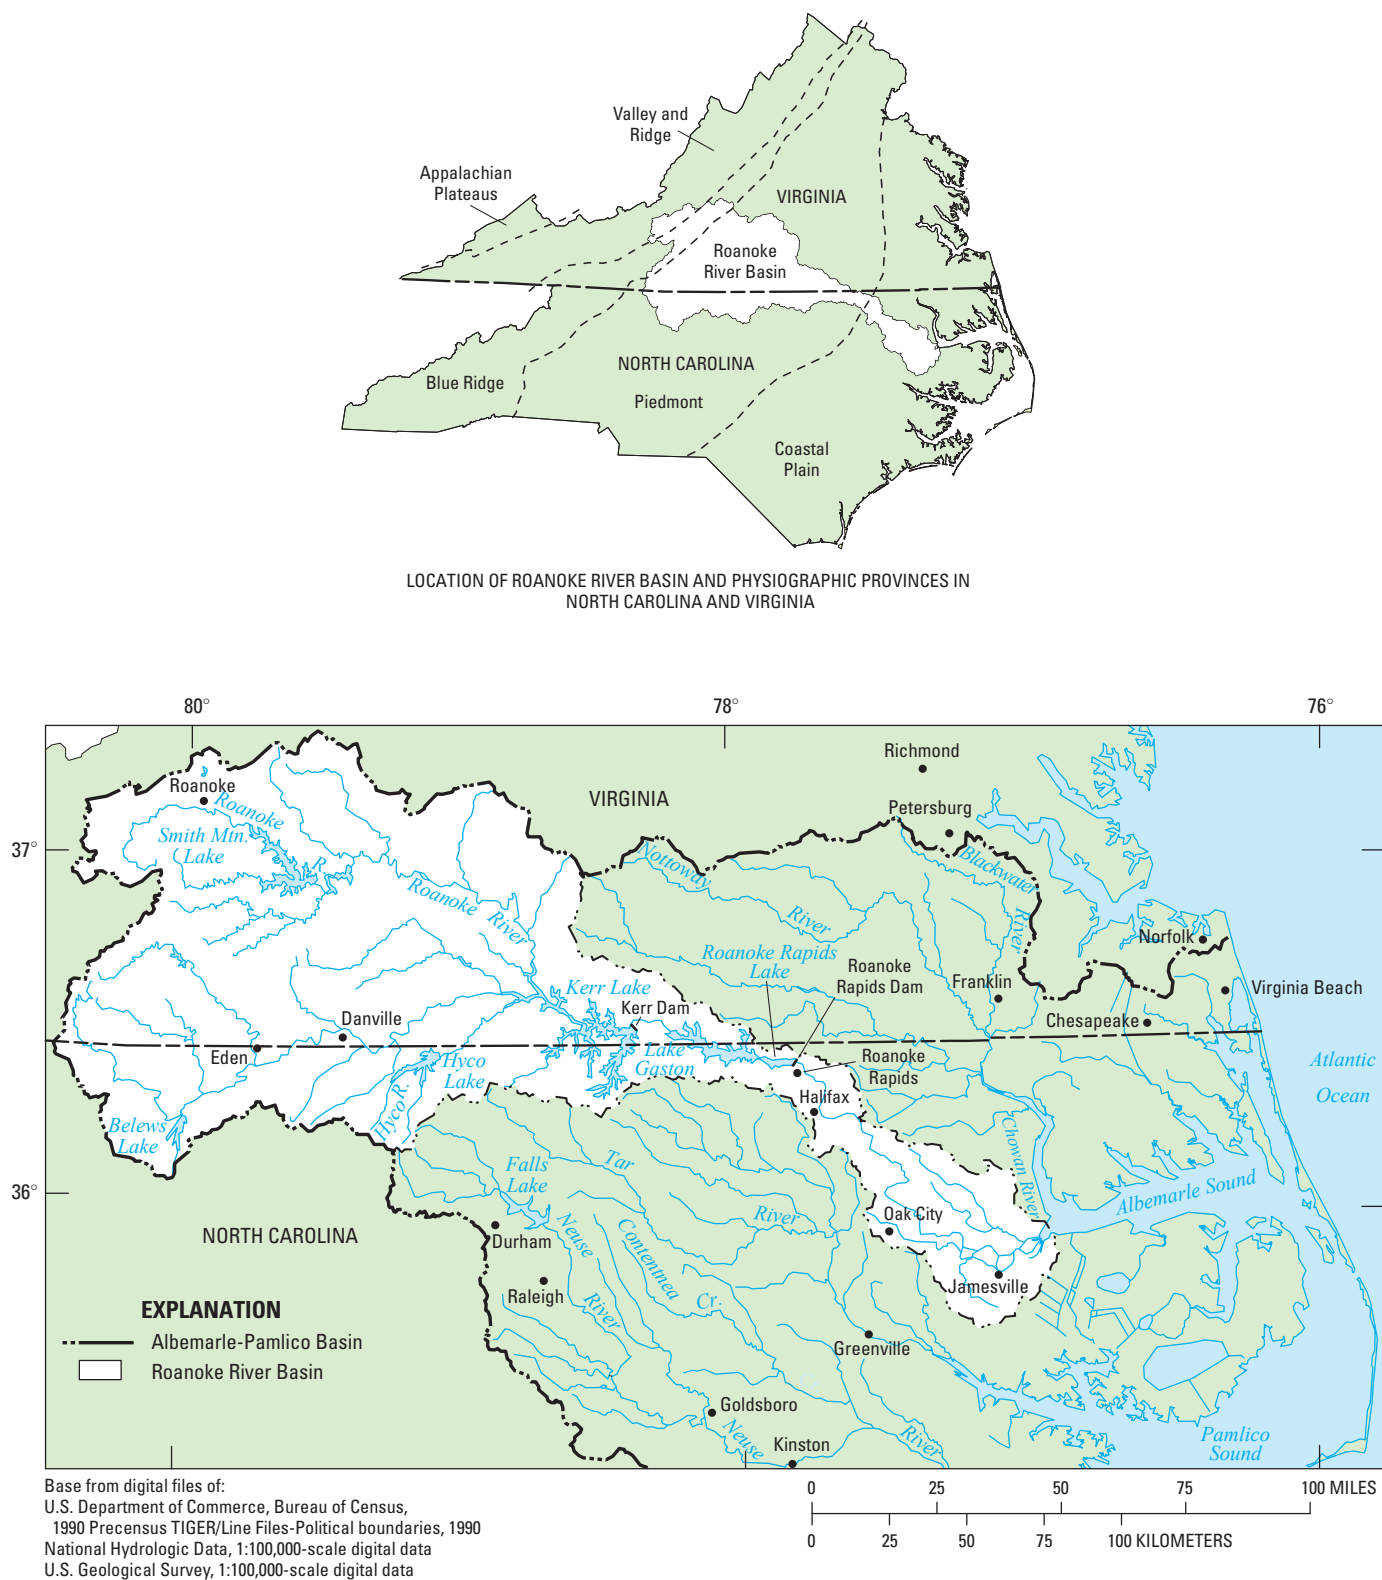 Valley and
Ridge
Appalachian
Plateaus
VIRGINIA
Roanoke
River Basin
NORTH CAROLINA
Blue Ridge
Piedmont
Coastal
Plain
LOCATION OF ROANOKE RIVER BASIN AND PHYSIOGRAPHIC PROVINCES IN
NORTH CAROLINA AND VIRGINIA
80°
78°
76°
37°
36°
Richmond
Roanoke
Roanoke
R.
VIRGINIA
Petersburg
Smith Mtn.
Lake
Nottoway
River
Blackwater
River
Roanoke
River
Norfolk
Roanoke Rapids
Lake
Roanoke
Rapids Dam
Franklin
Virginia Beach
Kerr Lake
Kerr Dam
Danville
Chesapeake
Eden
Hyco
Lake
Lake
Gaston
Roanoke
Rapids
Atlantic
Ocean
Hyco R.
Halifax
Belews
Lake
Chowan River
Falls
Lake
Tar
River
Albemarle Sound
Oak City
NORTH CAROLINA
Durham
Neuse
River
Contentnea
Cr.
Jamesville
Raleigh
EXPLANATION
Albemarle-Pamlico Basin
Roanoke River Basin
Greenville
Goldsboro
Neuse
Kinston
River
Pamlico
Sound
Base from digital files of:
U.S. Department of Commerce, Bureau of Census,
1990 Precensus TIGER/Line Files-Political boundaries, 1990
National Hydrologic Data, 1:100,000-scale digital data
U.S. Geological Survey, 1:100,000-scale digital data
0 25 50 75 100 MILES
0 25 50 75 100 KILOMETERS